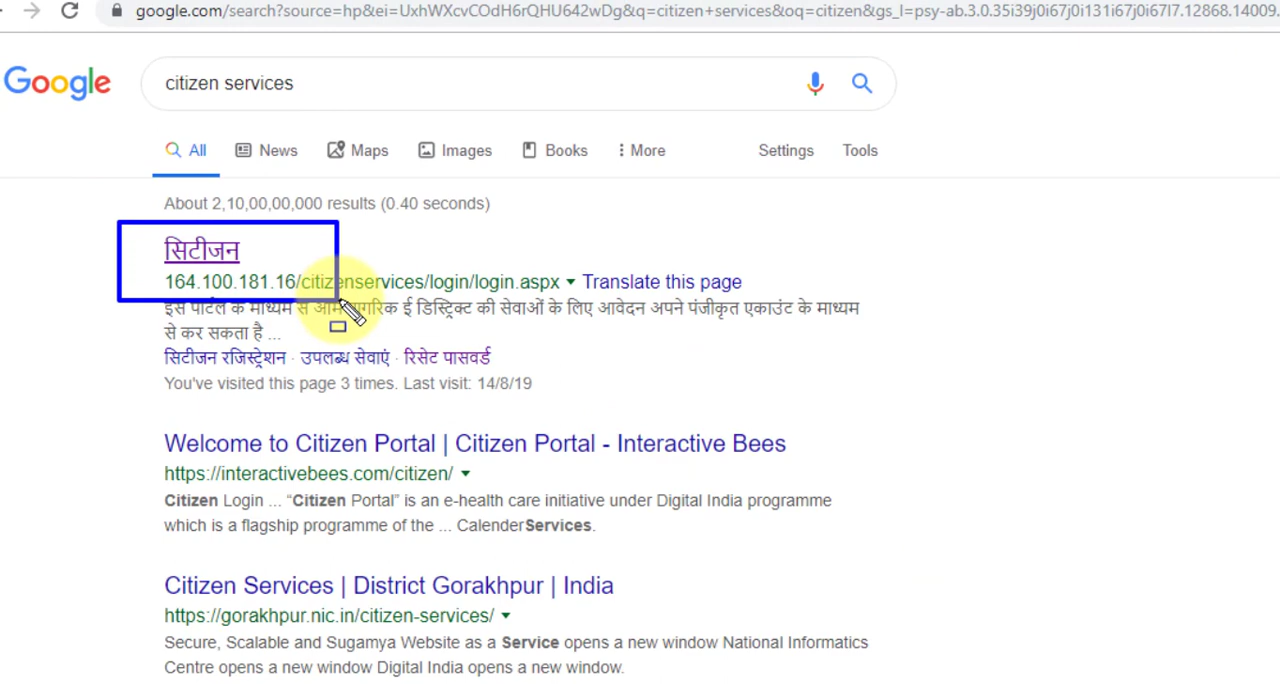 google.com/search?source=hp&ei=UxhWXcvCOdH6rQHU642wDg&q=citizen+services&oq=citizen&gs_l=psy-ab.3.0.35i39j0i67j0i131i67j0i67l7.12868.14009.
Google
citizen services
All News Maps Images Books More Settings Tools
About 2,10,00,00,000 results (0.40 seconds)
सिटीजन
164.100.181.16/citizenservices/login/login.aspx Translate this page
इस पोर्टल के माध्यम से आम नागरिक ई डिस्ट्रिक्ट की सेवाओं के लिए आवेदन अपने पंजीकृत एकाउंट के माध्यम
से कर सकता है ...
सिटीजन रजिस्ट्रेशन · उपलब्ध सेवाएं · रिसेट पासवर्ड
You've visited this page 3 times. Last visit: 14/8/19
Welcome to Citizen Portal | Citizen Portal - Interactive Bees
https://interactivebees.com/citizen/
Citizen Login ... “Citizen Portal” is an e-health care initiative under Digital India programme
which is a flagship programme of the ... CalenderServices.
Citizen Services | District Gorakhpur | India
https://gorakhpur.nic.in/citizen-services/
Secure, Scalable and Sugamya Website as a Service opens a new window National Informatics
Centre opens a new window Digital India opens a new window.